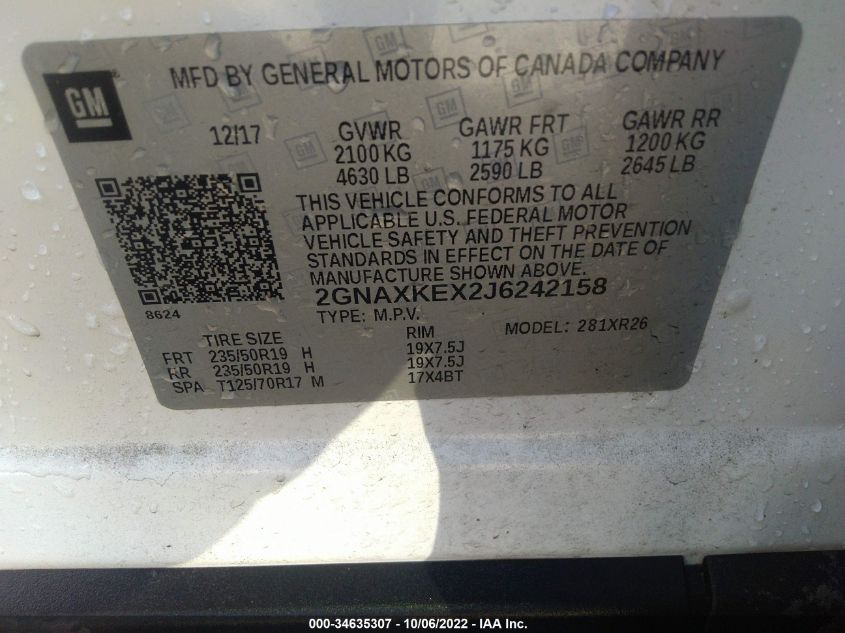 MFD BY GENERAL MOTORS OF CANADA COMPANY
GM
12/17 GVWR GAWR FRT GAWR RR
2100 KG 1175 KG 1200 KG
4630 LB 2590 LB 2645 LB
THIS VEHICLE CONFORMS TO ALL
APPLICABLE U.S. FEDERAL MOTOR
VEHICLE SAFETY AND THEFT PREVENTION
STANDARDS IN EFFECT ON THE DATE OF
MANUFACTURE SHOWN ABOVE.
8624
2GNAXKEX2J6242158
TYPE: M.P.V. MODEL: 281XR26
TIRE SIZE RIM
FRT 235/50R19 H 19X7.5J
RR 235/50R19 H 19X7.5J
SPA T125/70R17 M 17X4BT
000-34635307 - 10/06/2022 - IAA Inc.